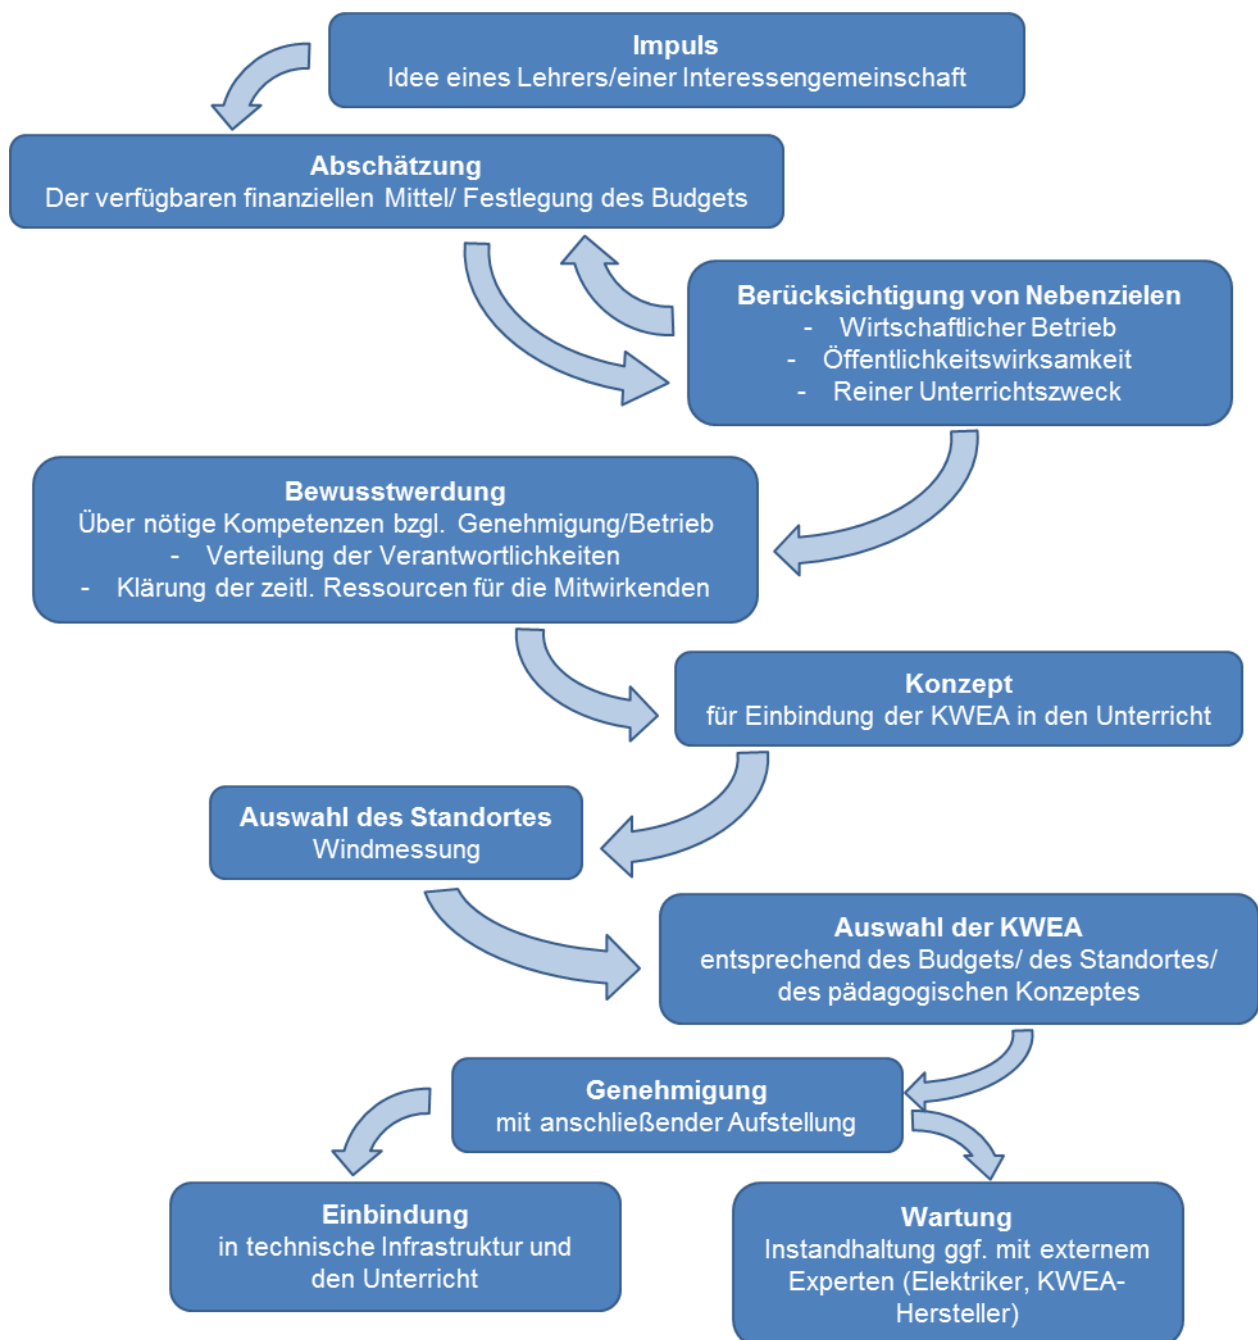 Impuls
Idee eines Lehrers/einer Interessengemeinschaft
Abschätzung
Der verfügbaren finanziellen Mittel/ Festlegung des Budgets
Berücksichtigung von Nebenzielen
- Wirtschaftlicher Betrieb
- Öffentlichkeitswirksamkeit
- Reiner Unterrichtszweck
Bewusstwerdung
Über nötige Kompetenzen bzgl. Genehmigung/Betrieb
- Verteilung der Verantwortlichkeiten
- Klärung der zeitl. Ressourcen für die Mitwirkenden
Konzept
für Einbindung der KWEA in den Unterricht
Auswahl des Standortes
Windmessung
Auswahl der KWEA
entsprechend des Budgets/ des Standortes/
des pädagogischen Konzeptes
Genehmigung
mit anschließender Aufstellung
Einbindung
in technische Infrastruktur und
den Unterricht
Wartung
Instandhaltung ggf. mit externem
Experten (Elektriker, KWEA-
Hersteller)